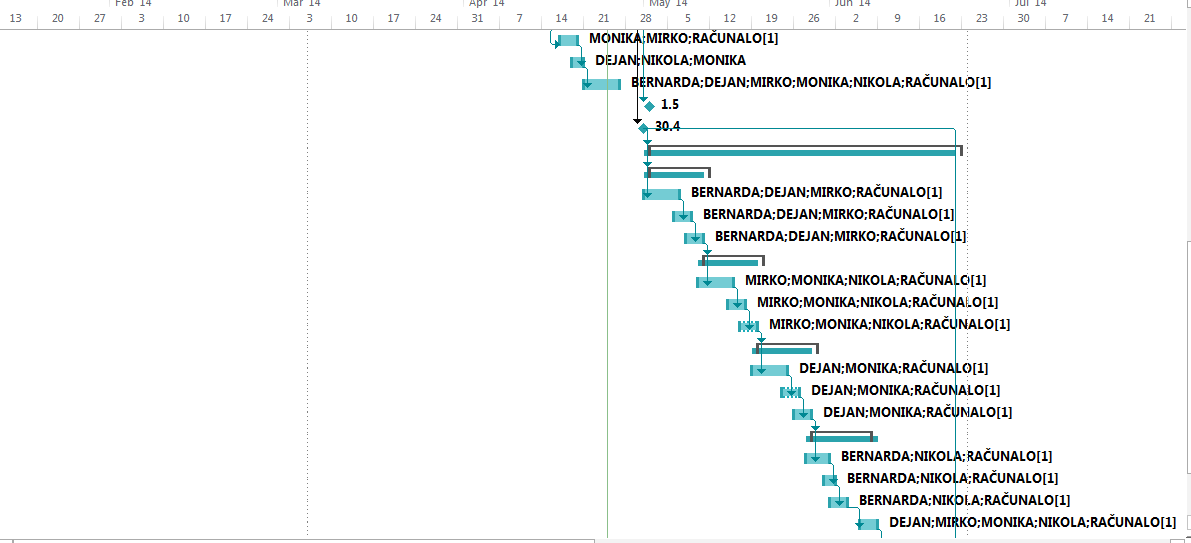 Feb '14 Mar '14 Apr '14 May '14 Jun '14 Jul '14
13 20 27 3 10 17 24 3 10 17 24 31 7 14 21 28 5 12 19 26 2 9 16 23 30 7 14 21
MONIKA;MIRKO;RAČUNALO[1]
DEJAN;NIKOLA;MONIKA
BERNARDA;DEJAN;MIRKO;MONIKA;NIKOLA;RAČUNALO[1]
1.5
30.4
BERNARDA;DEJAN;MIRKO;RAČUNALO[1]
BERNARDA;DEJAN;MIRKO;RAČUNALO[1]
BERNARDA;DEJAN;MIRKO;RAČUNALO[1]
MIRKO;MONIKA;NIKOLA;RAČUNALO[1]
MIRKO;MONIKA;NIKOLA;RAČUNALO[1]
MIRKO;MONIKA;NIKOLA;RAČUNALO[1]
DEJAN;MONIKA;RAČUNALO[1]
DEJAN;MONIKA;RAČUNALO[1]
DEJAN;MONIKA;RAČUNALO[1]
BERNARDA;NIKOLA;RAČUNALO[1]
BERNARDA;NIKOLA;RAČUNALO[1]
BERNARDA;NIKOLA;RAČUNALO[1]
DEJAN;MIRKO;MONIKA;NIKOLA;RAČUNALO[1]